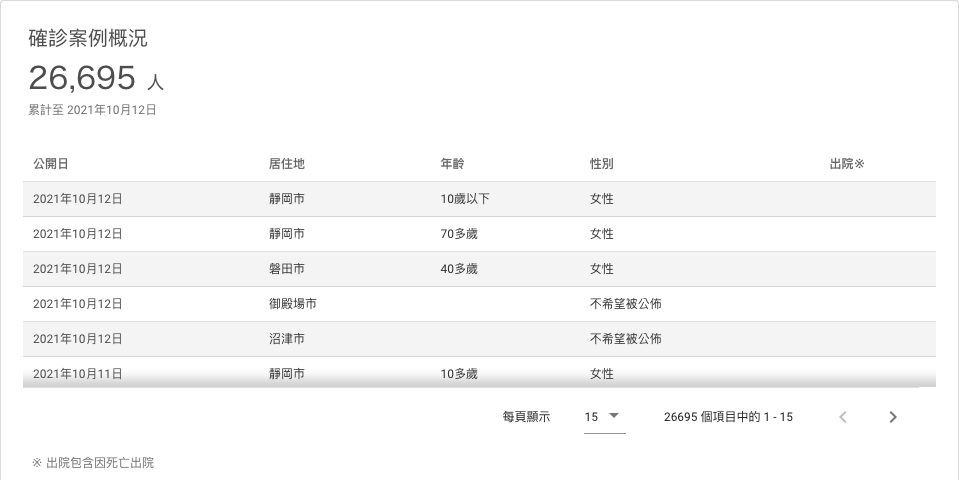 確診案例概況
26,695 人
累計至 2021年10月12日
公開日 居住地 年齡 性別 出院※
2021年10月12日 靜岡市 10歲以下 女性
2021年10月12日 靜岡市 70多歲 女性
2021年10月12日 磐田市 40多歲 女性
2021年10月12日 御殿場市 不希望被公佈
2021年10月12日 沼津市 不希望被公佈
2021年10月11日 靜岡市 10多歲 女性
每頁顯示 15 26695 個項目中的 1 - 15
※ 出院包含因死亡出院